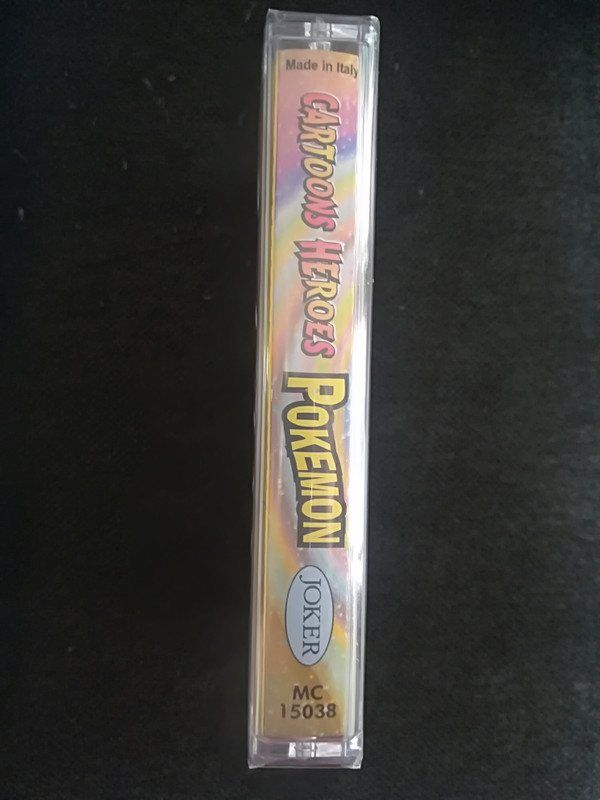 Made in Italy
CARTOONS HEROES
POKEMON
JOKER
MC
15038